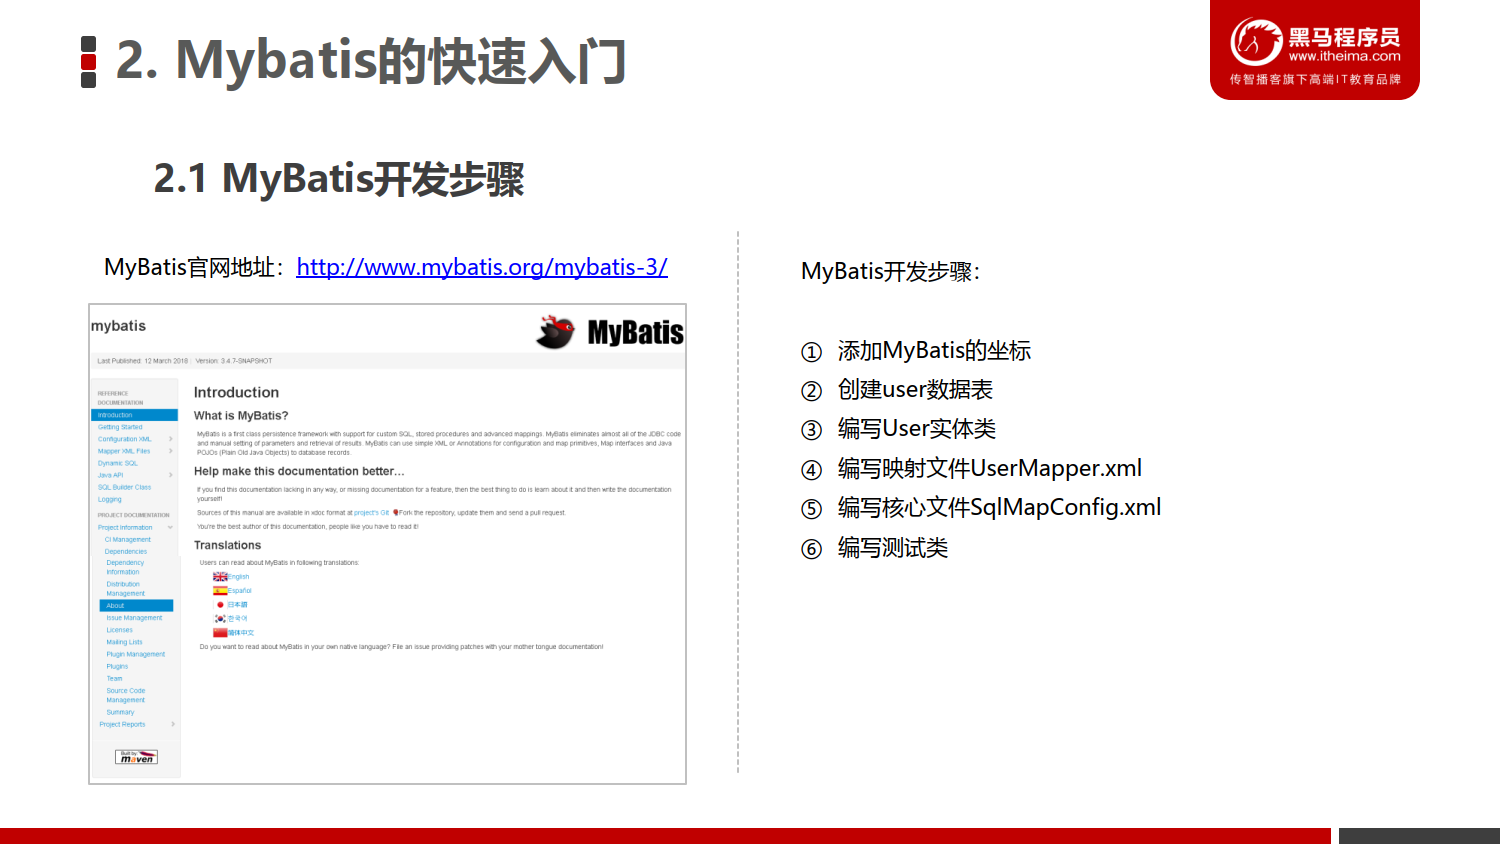 2. Mybatis的快速入门
黑马程序员
www.itheima.com
传智播客旗下高端IT教育品牌
2.1 MyBatis开发步骤
MyBatis官网地址：http://www.mybatis.org/mybatis-3/
mybatis
MyBatis
Last Published: 12 March 2018 | Version: 3.4.7-SNAPSHOT
REFERENCE
DOCUMENTATION
Introduction
Getting Started
Configuration XML
Mapper XML Files
Dynamic SQL
Java API
SQL Builder Class
Logging
PROJECT DOCUMENTATION
Project Information
CI Management
Dependencies
Dependency
Information
Distribution
Management
About
Issue Management
Licenses
Mailing Lists
Plugin Management
Plugins
Team
Source Code
Management
Summary
Project Reports
Built by:
maven
Introduction
What is MyBatis?
MyBatis is a first class persistence framework with support for custom SQL, stored procedures and advanced mappings. MyBatis eliminates almost all of the JDBC code
and manual setting of parameters and retrieval of results. MyBatis can use simple XML or Annotations for configuration and map primitives, Map interfaces and Java
POJOs (Plain Old Java Objects) to database records.
Help make this documentation better…
If you find this documentation lacking in any way, or missing documentation for a feature, then the best thing to do is learn about it and then write the documentation
yourself!
Sources of this manual are available in xdoc format at project's Git Fork the repository, update them and send a pull request.
You're the best author of this documentation, people like you have to read it!
Translations
Users can read about MyBatis in following translations:
English
Español
日本語
한국어
简体中文
Do you want to read about MyBatis in your own native language? File an issue providing patches with your mother tongue documentation!
MyBatis开发步骤：
① 添加MyBatis的坐标
② 创建user数据表
③ 编写User实体类
④ 编写映射文件UserMapper.xml
⑤ 编写核心文件SqlMapConfig.xml
⑥ 编写测试类